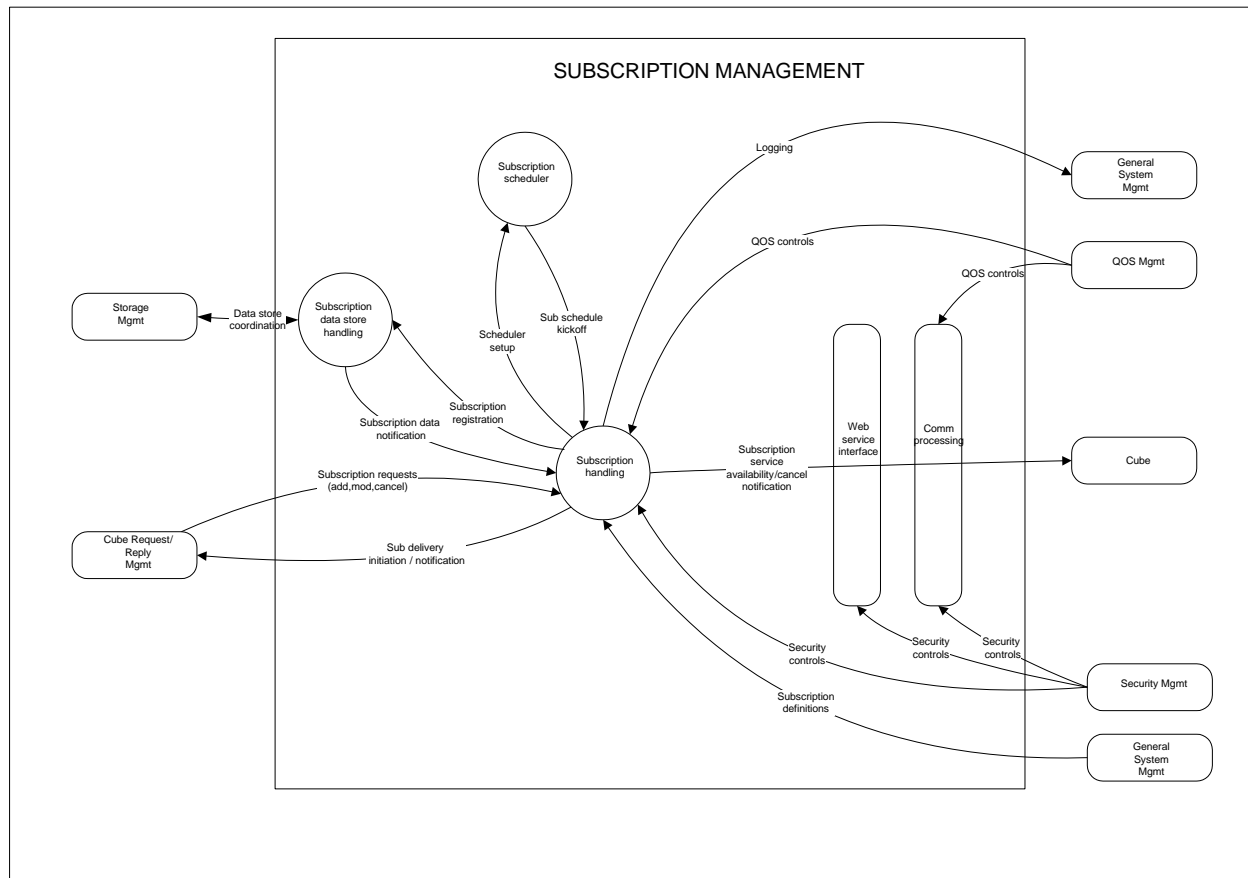 SUBSCRIPTION MANAGEMENT
Logging
General
System
Mgmt
Subscription
scheduler
QOS controls
QOS Mgmt
QOS controls
Storage
Mgmt
Data store
coordination
Subscription
data store
handling
Scheduler
setup
Sub schedule
kickoff
Subscription
registration
Subscription data
notification
Subscription
handling
Subscription
service
availability/cancel
notification
Web
service
interface
Comm
processing
Cube
Subscription requests
(add,mod,cancel)
Cube Request/
Reply
Mgmt
Sub delivery
initiation / notification
Security
controls
Security
controls
Security
controls
Security Mgmt
Subscription
definitions
General
System
Mgmt